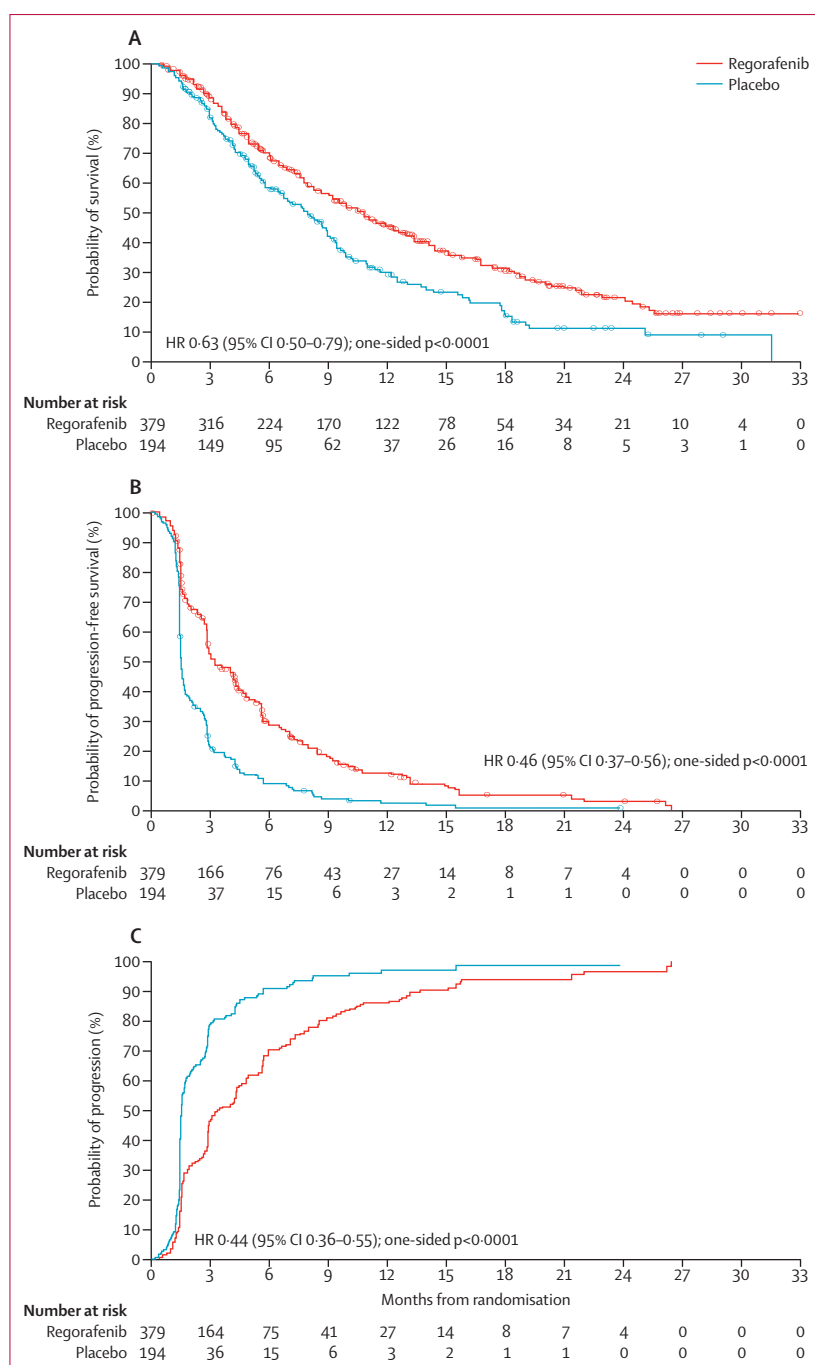 A
Regorafenib
Placebo
100
90
80
70
60
50
40
30
20
10
0
Probability of survival (%)
HR 0·63 (95% CI 0·50–0·79); one-sided p<0·0001
0 3 6 9 12 15 18 21 24 27 30 33
Number at risk
Regorafenib 379 316 224 170 122 78 54 34 21 10 4 0
Placebo 194 149 95 62 37 26 16 8 5 3 1 0
B
100
90
80
70
60
50
40
30
20
10
0
Probability of progression-free survival (%)
HR 0·46 (95% CI 0·37–0·56); one-sided p<0·0001
0 3 6 9 12 15 18 21 24 27 30 33
Number at risk
Regorafenib 379 166 76 43 27 14 8 7 4 0 0 0
Placebo 194 37 15 6 3 2 1 1 0 0 0 0
C
100
90
80
70
60
50
40
30
20
10
0
Probability of progression (%)
HR 0·44 (95% CI 0·36–0·55); one-sided p<0·0001
0 3 6 9 12 15 18 21 24 27 30 33
Months from randomisation
Number at risk
Regorafenib 379 164 75 41 27 14 8 7 4 0 0 0
Placebo 194 36 15 6 3 2 1 1 0 0 0 0